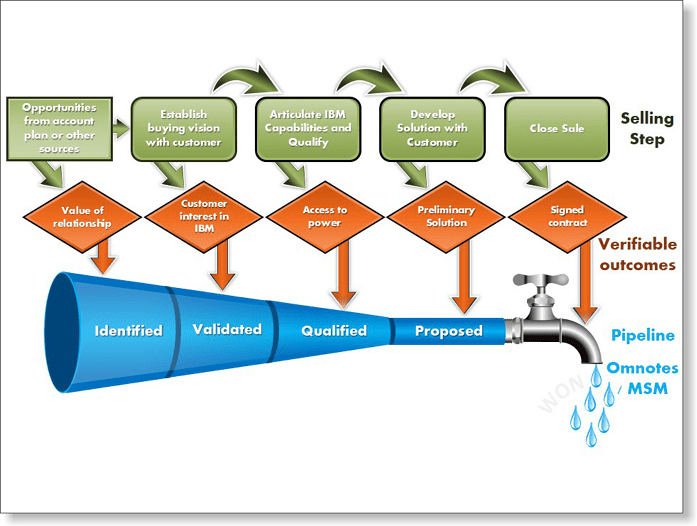 Opportunities
from account
plan or other
sources
Establish
buying vision
with customer
Articulate IBM
Capabilities and
Qualify
Develop
Solution with
Customer
Close Sale
Selling
Step
Value of
relationship
Customer
interest in
IBM
Access to
power
Preliminary
Solution
Signed
contract
Verifiable
outcomes
Identified
Validated
Qualified
Proposed
Pipeline
WON
Omnotes
/ MSM